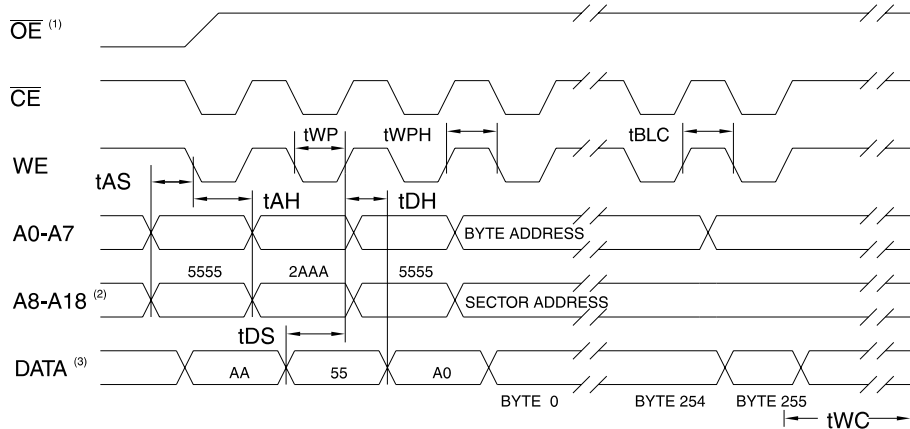 OE (1)
CE
tWP tWPH tBLC
WE
tAS
tAH tDH
A0-A7 BYTE ADDRESS
5555 2AAA 5555
A8-A18 (2) SECTOR ADDRESS
tDS
DATA (3) AA 55 A0
BYTE 0 BYTE 254 BYTE 255
tWC